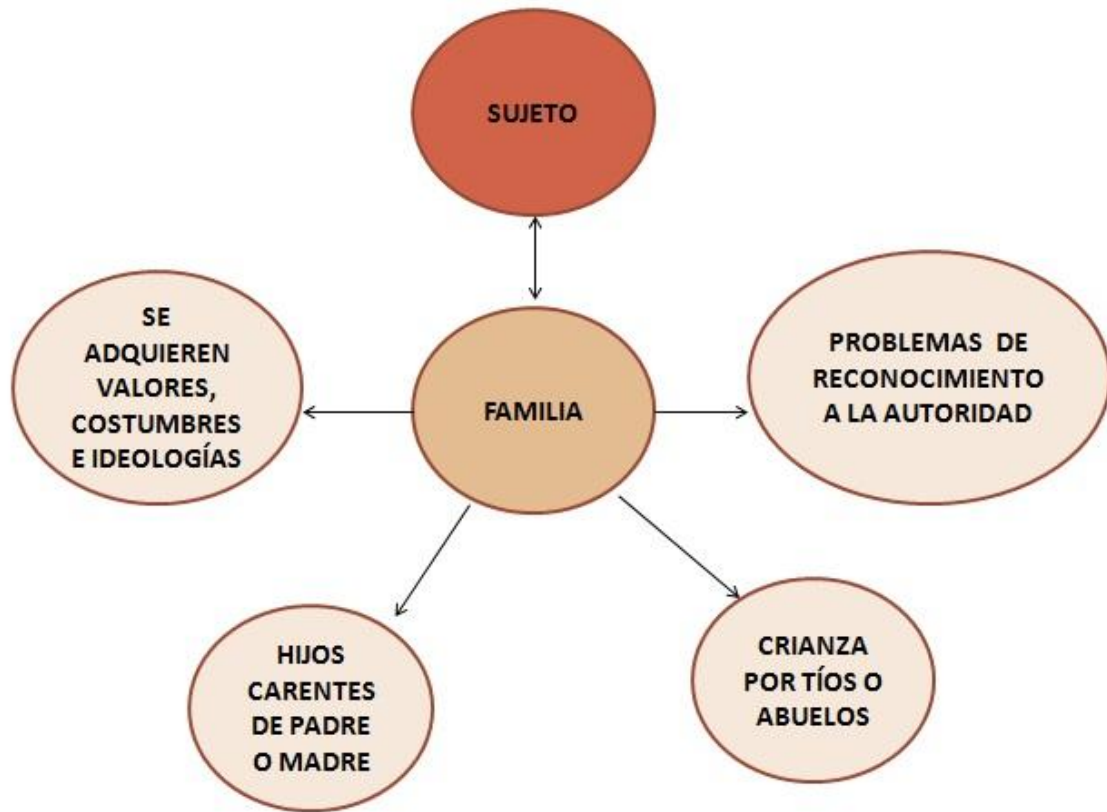 SUJETO
SE
ADQUIEREN
VALORES,
COSTUMBRES
E IDEOLOGÍAS
FAMILIA
PROBLEMAS DE
RECONOCIMIENTO
A LA AUTORIDAD
HIJOS
CARENTES
DE PADRE
O MADRE
CRIANZA
POR TÍOS O
ABUELOS